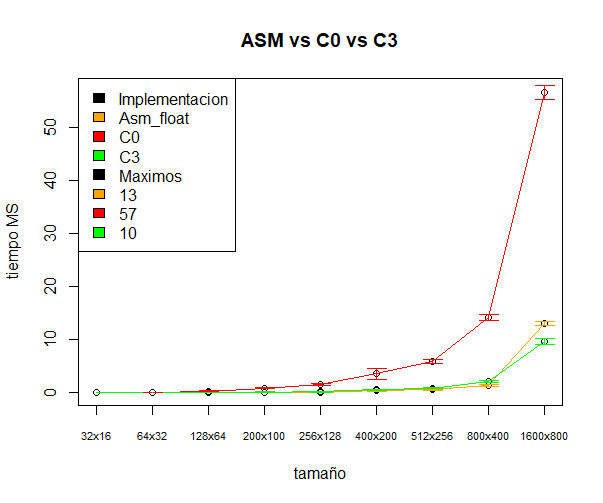 ASM vs C0 vs C3
Implementacion
Asm_float
C0
C3
Maximos
13
57
10
tiempo MS
50
40
30
20
10
0
32x16 64x32 128x64 200x100 256x128 400x200 512x256 800x400 1600x800
tamaño